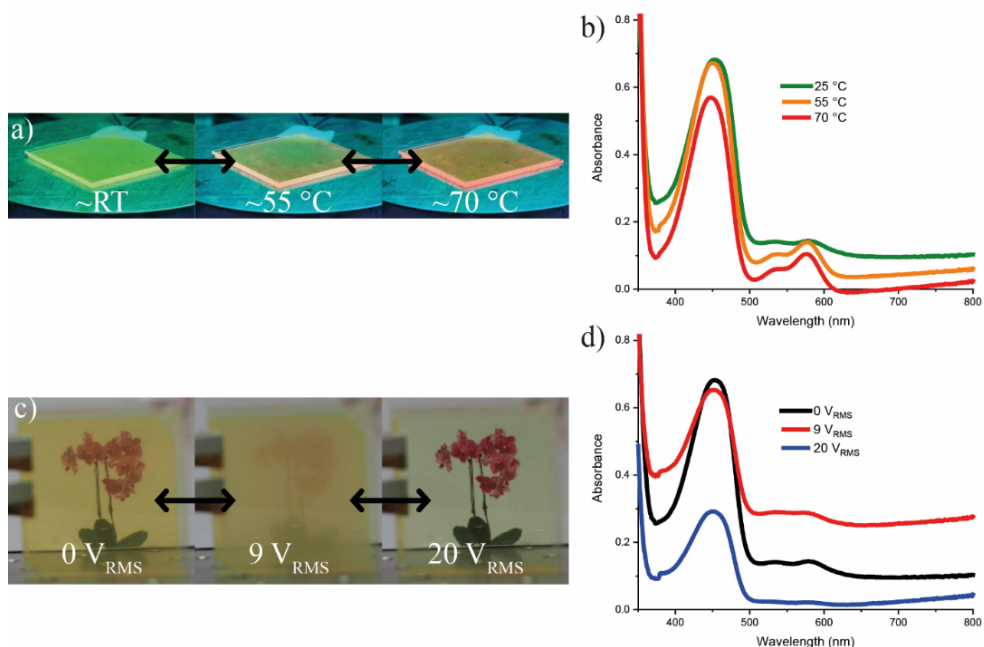 a)
~RT
~55 °C
~70 °C
b)
0.8
0.6
0.4
0.2
0.0
Absorbance
25 °C
55 °C
70 °C
400 500 600 700 800
Wavelength (nm)
c)
0 VRMS
9 VRMS
20 VRMS
d)
0.8
0.6
0.4
0.2
0.0
Absorbance
0 VRMS
9 VRMS
20 VRMS
400 500 600 700 800
Wavelength (nm)